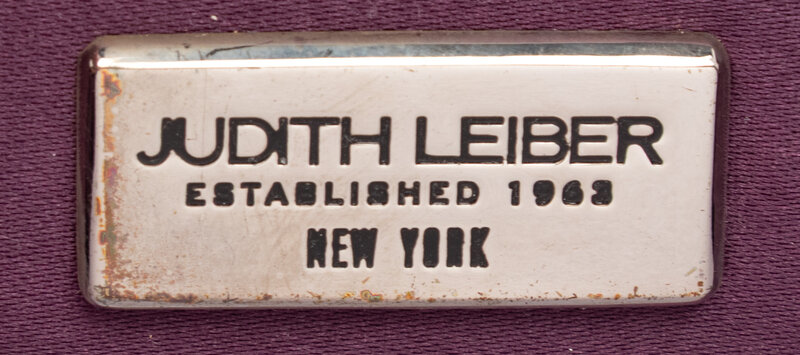 JUDITH LEIBER
ESTABLISHED 1963
NEW YORK